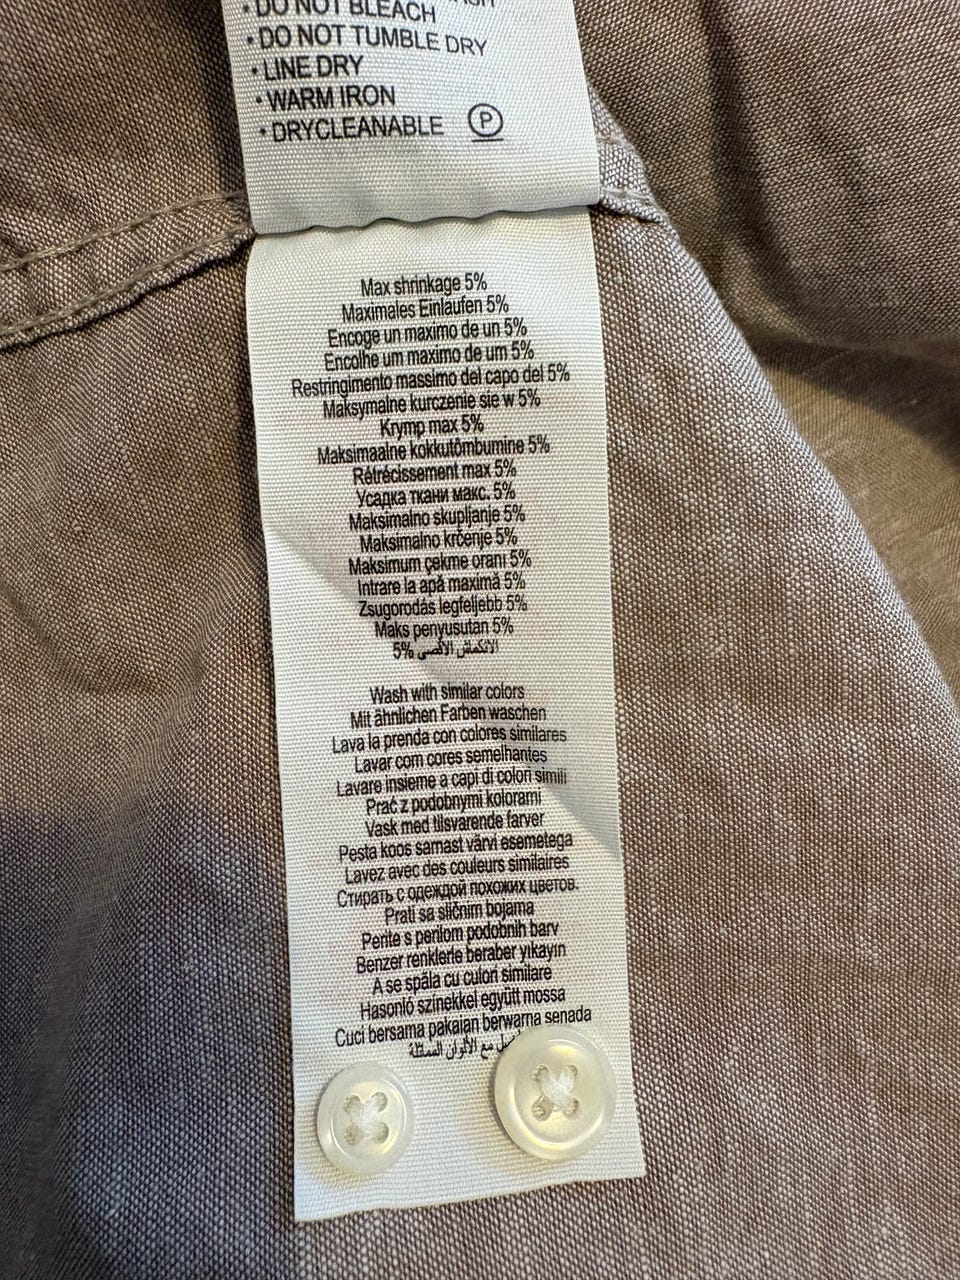 • DO NOT BLEACH
• DO NOT TUMBLE DRY
• LINE DRY
• WARM IRON
• DRYCLEANABLE P
Max shrinkage 5%
Maximales Einlaufen 5%
Encoge un maximo de un 5%
Encolhe um maximo de um 5%
Restringimento massimo del capo del 5%
Maksymalne kurczenie sie w 5%
Krymp max 5%
Maksimaalne kokkutõmbumine 5%
Rétrécissement max 5%
Усадка ткани макс. 5%
Maksimalno skupljanje 5%
Maksimalno krčenje 5%
Maksimum çekme oranı 5%
Intrare la apă maximă 5%
Zsugorodás legfeljebb 5%
Maks penyusutan 5%
الانكماش الأقصى 5%
Wash with similar colors
Mit ähnlichen Farben waschen
Lava la prenda con colores similares
Lavar com cores semelhantes
Lavare insieme a capi di colori simili
Prać z podobnymi kolorami
Vask med tilsvarende farver
Pesta koos samast värvi esemetega
Lavez avec des couleurs similaires
Стирать с одеждой похожих цветов.
Prati sa sličnim bojama
Perite s perilom podobnih barv
Benzer renklerle beraber yıkayın
A se spăla cu culori similare
Hasonló színekkel együtt mossa
Cuci bersama pakaian berwarna senada
مع الألوان المماثلة